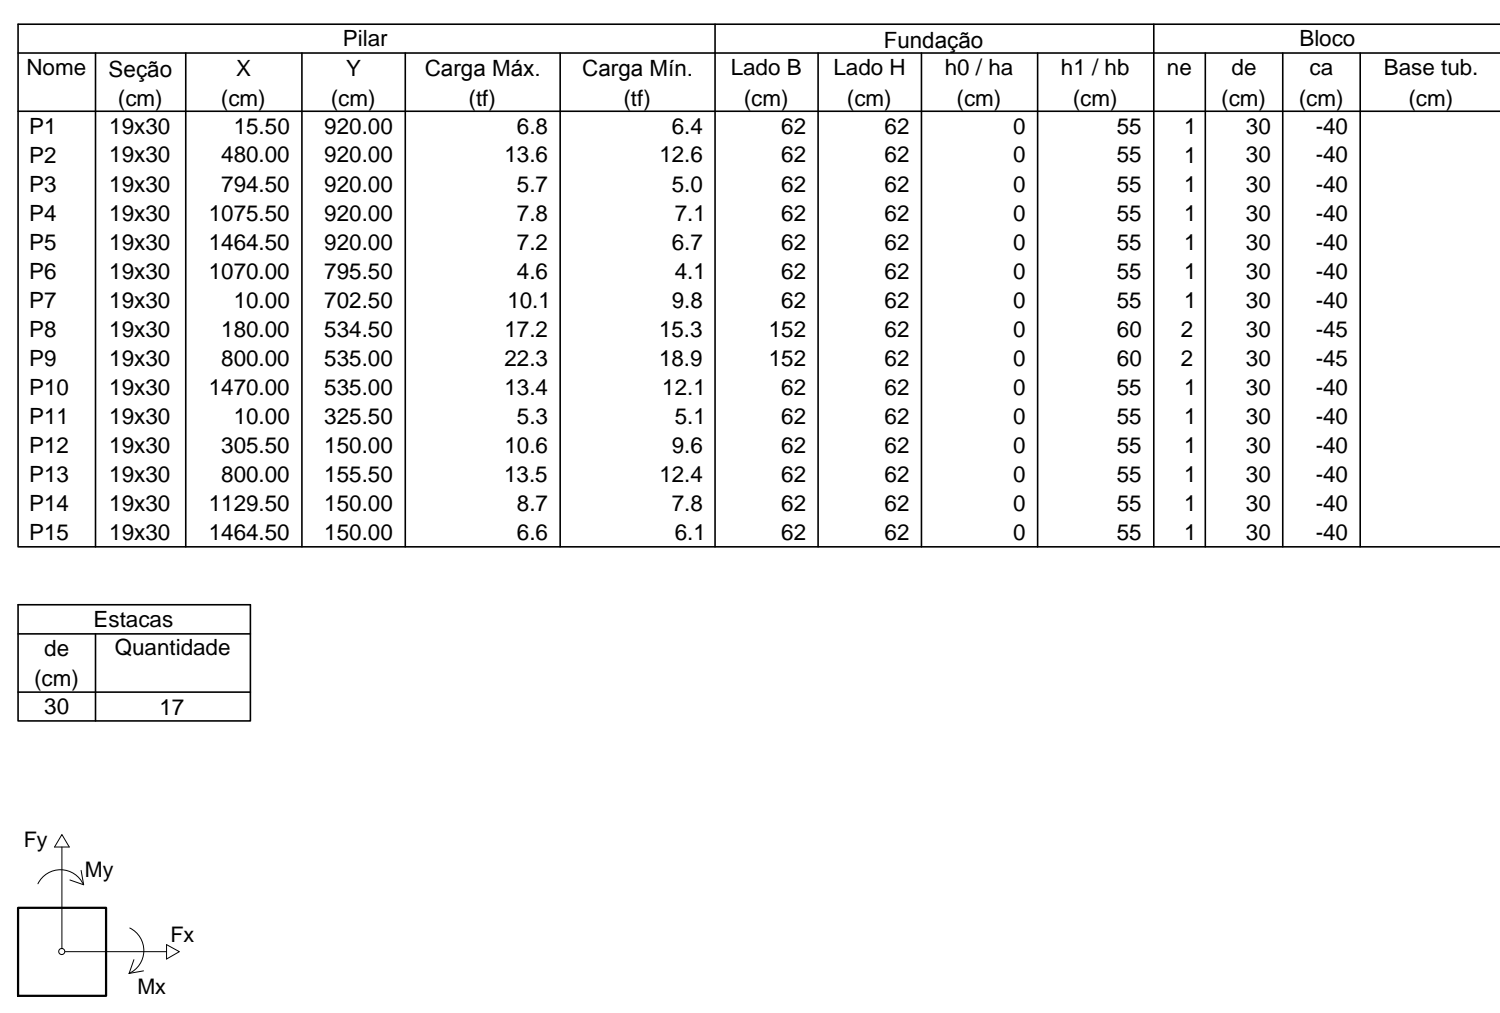 Pilar Fundação Bloco
Nome Seção X Y Carga Máx. Carga Mín. Lado B Lado H h0 / ha h1 / hb ne de ca Base tub.
(cm) (cm) (cm) (tf) (tf) (cm) (cm) (cm) (cm) (cm) (cm) (cm)
P1 19x30 15.50 920.00 6.8 6.4 62 62 0 55 1 30 -40
P2 19x30 480.00 920.00 13.6 12.6 62 62 0 55 1 30 -40
P3 19x30 794.50 920.00 5.7 5.0 62 62 0 55 1 30 -40
P4 19x30 1075.50 920.00 7.8 7.1 62 62 0 55 1 30 -40
P5 19x30 1464.50 920.00 7.2 6.7 62 62 0 55 1 30 -40
P6 19x30 1070.00 795.50 4.6 4.1 62 62 0 55 1 30 -40
P7 19x30 10.00 702.50 10.1 9.8 62 62 0 55 1 30 -40
P8 19x30 180.00 534.50 17.2 15.3 152 62 0 60 2 30 -45
P9 19x30 800.00 535.00 22.3 18.9 152 62 0 60 2 30 -45
P10 19x30 1470.00 535.00 13.4 12.1 62 62 0 55 1 30 -40
P11 19x30 10.00 325.50 5.3 5.1 62 62 0 55 1 30 -40
P12 19x30 305.50 150.00 10.6 9.6 62 62 0 55 1 30 -40
P13 19x30 800.00 155.50 13.5 12.4 62 62 0 55 1 30 -40
P14 19x30 1129.50 150.00 8.7 7.8 62 62 0 55 1 30 -40
P15 19x30 1464.50 150.00 6.6 6.1 62 62 0 55 1 30 -40
Estacas
de Quantidade
(cm)
30 17
Fy
My
Fx
Mx